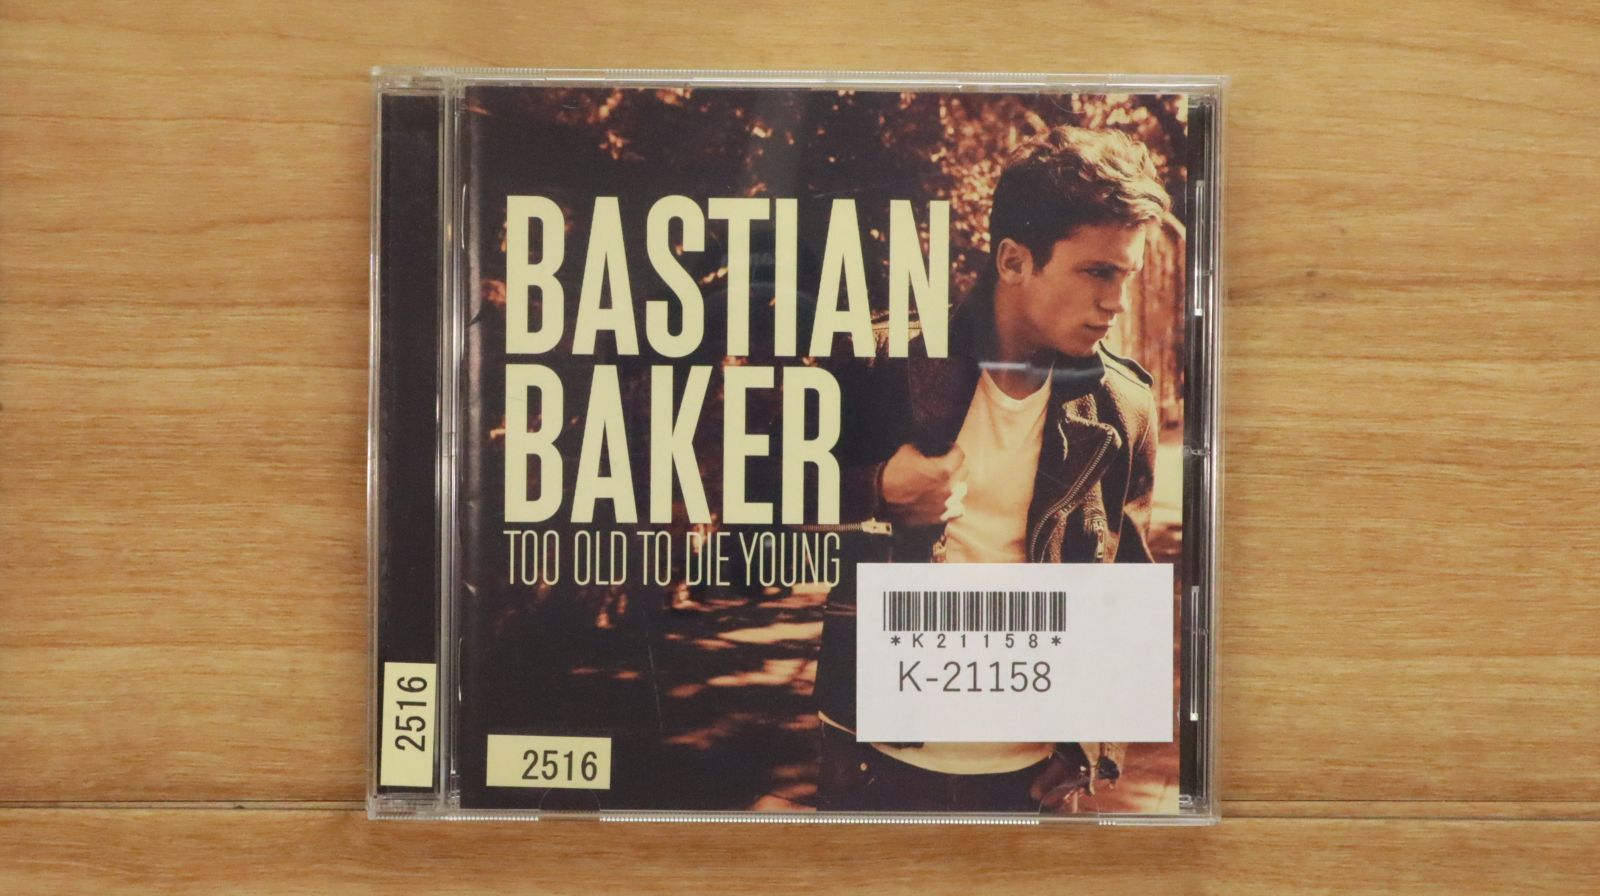 BASTIAN
BAKER
TOO OLD TO DIE YOUNG
*K21158*
K-21158
2516
2516